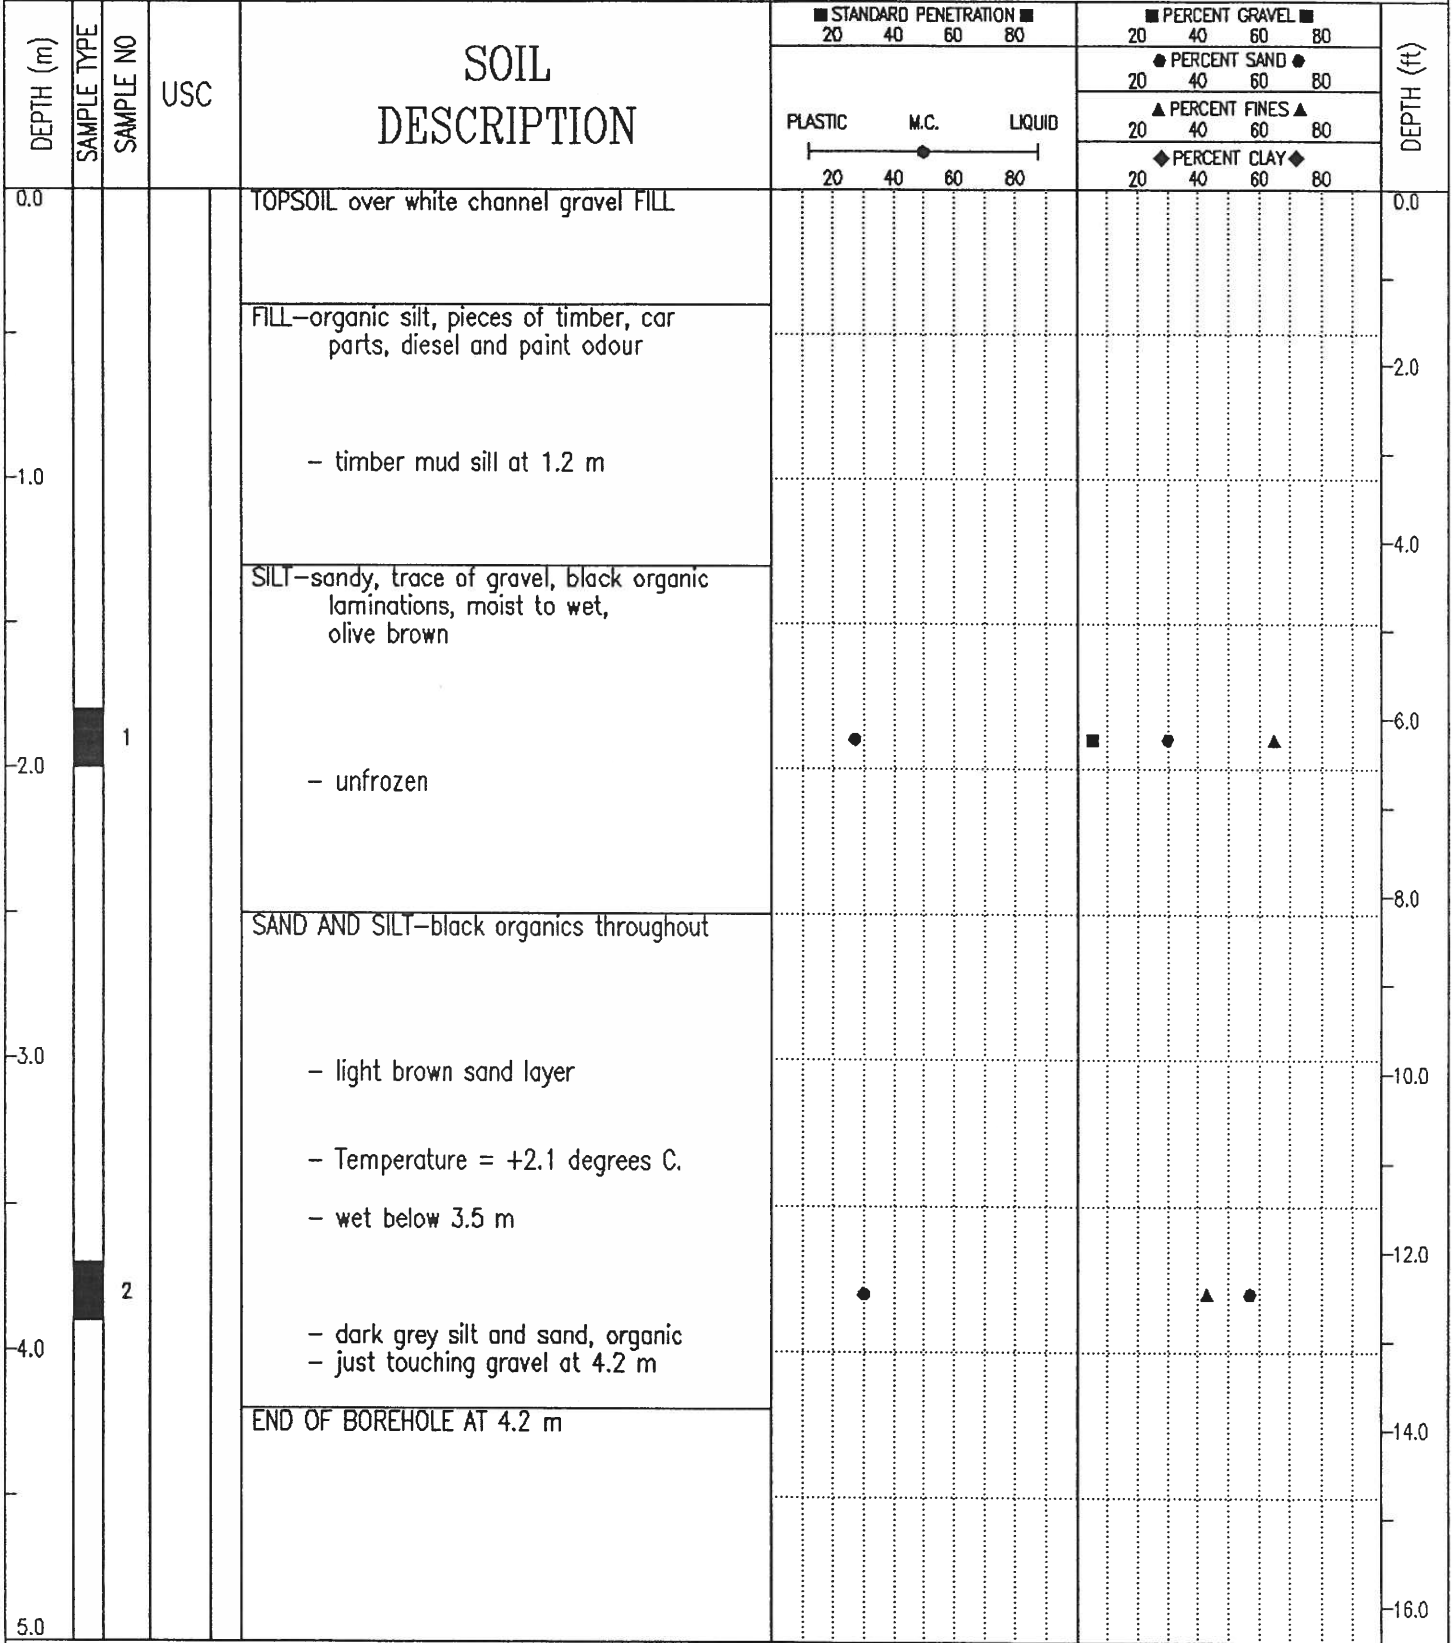 DEPTH (m)
SAMPLE TYPE
SAMPLE NO
USC
SOIL
DESCRIPTION
■ STANDARD PENETRATION ■
20 40 60 80
PLASTIC M.C. LIQUID
20 40 60 80
■ PERCENT GRAVEL ■
20 40 60 80
● PERCENT SAND ●
20 40 60 80
▲ PERCENT FINES ▲
20 40 60 80
◆ PERCENT CLAY ◆
20 40 60 80
DEPTH (ft)
0.0
TOPSOIL over white channel gravel FILL
0.0
FILL-organic silt, pieces of timber, car
parts, diesel and paint odour
2.0
- timber mud sill at 1.2 m
1.0
4.0
SILT-sandy, trace of gravel, black organic
laminations, moist to wet,
olive brown
6.0
1
2.0
- unfrozen
8.0
SAND AND SILT-black organics throughout
3.0
- light brown sand layer
10.0
- Temperature = +2.1 degrees C.
- wet below 3.5 m
12.0
2
- dark grey silt and sand, organic
4.0
- just touching gravel at 4.2 m
END OF BOREHOLE AT 4.2 m
14.0
16.0
5.0